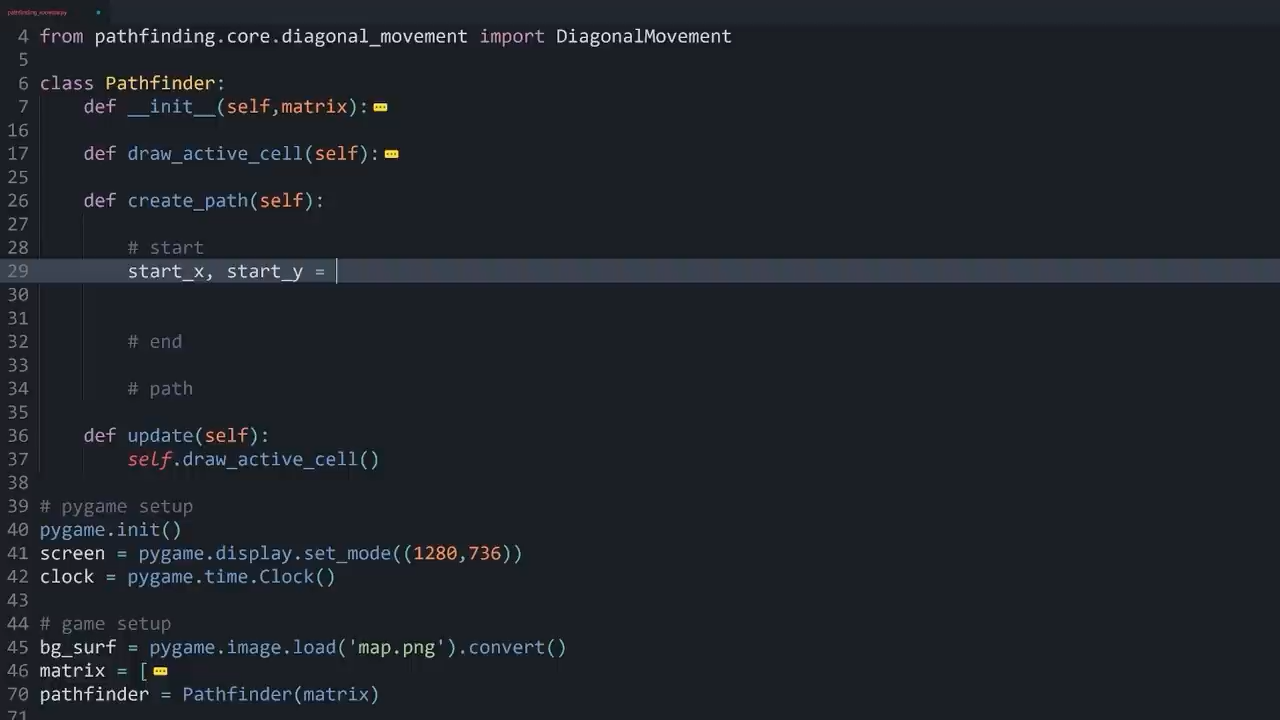 4 from pathfinding.core.diagonal_movement import DiagonalMovement
5
6 class Pathfinder:
7 def __init__(self,matrix):
16
17 def draw_active_cell(self):
25
26 def create_path(self):
27
28 # start
29 start_x, start_y =
30
31
32 # end
33
34 # path
35
36 def update(self):
37 self.draw_active_cell()
38
39 # pygame setup
40 pygame.init()
41 screen = pygame.display.set_mode((1280,736))
42 clock = pygame.time.Clock()
43
44 # game setup
45 bg_surf = pygame.image.load('map.png').convert()
46 matrix = [
70 pathfinder = Pathfinder(matrix)
71